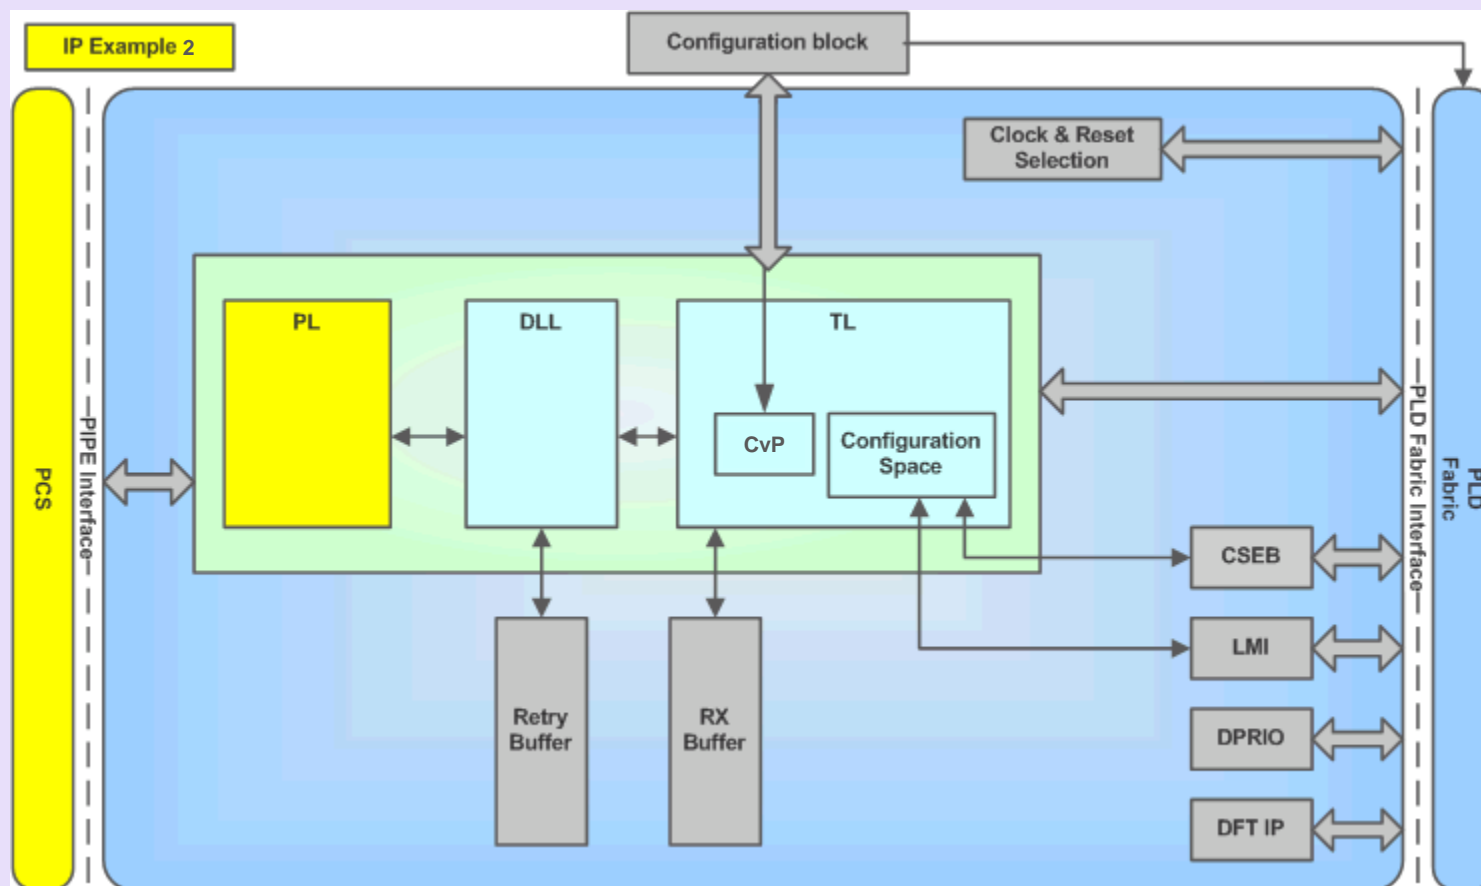 IP Example 2
Configuration block
Clock & Reset
Selection
PL
DLL
TL
CvP
Configuration
Space
PCS
PIPE Interface
PLD Fabric Interface
PLD
Fabric
CSEB
LMI
DPRIO
DFT IP
Retry
Buffer
RX
Buffer